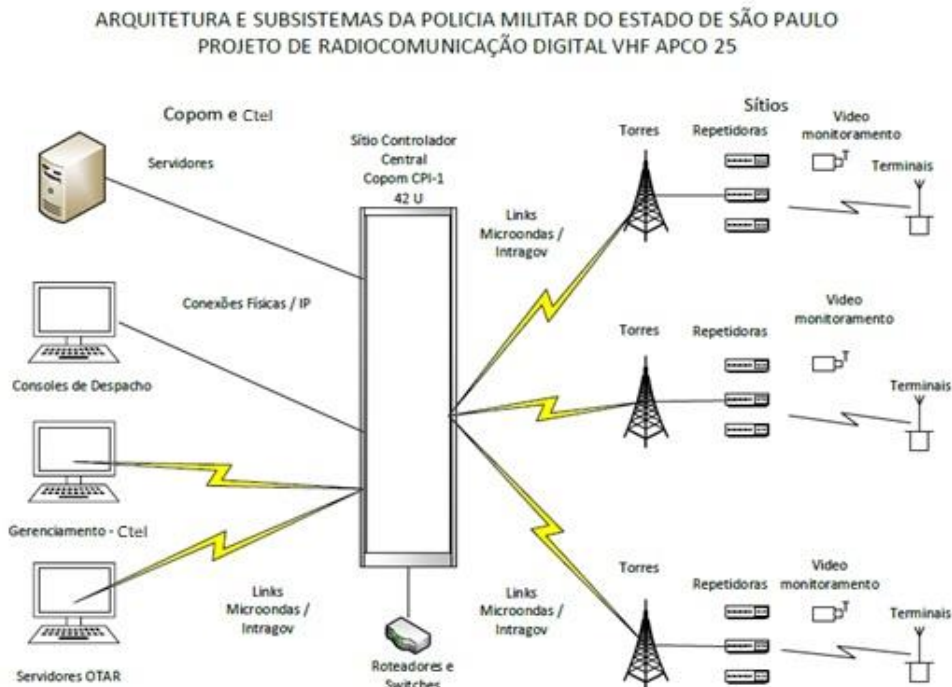 ARQUITETURA E SUBSISTEMAS DA POLICIA MILITAR DO ESTADO DE SÃO PAULO
PROJETO DE RADIOCOMUNICAÇÃO DIGITAL VHF APCO 25
Copom e Ctel
Servidores
Conexões Físicas / IP
Consoles de Despacho
Gerenciamento - Ctel
Servidores OTAR
Links
Microondas /
Intragov
Sítio Controlador
Central
Copom CPI-1
42 U
Roteadores e
Switches
Links
Microondas /
Intragov
Links
Microondas /
Intragov
Sítios
Torres
Repetidoras
Video
monitoramento
Terminais
Torres
Repetidoras
Video
monitoramento
Terminais
Torres
Repetidoras
Video
monitoramento
Terminais